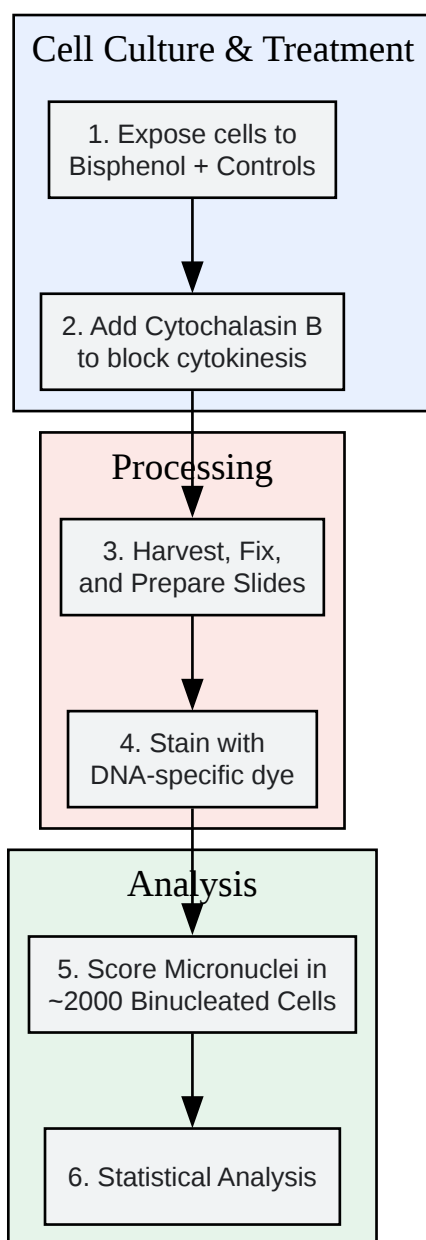 Cell Culture & Treatment
1. Expose cells to
Bisphenol + Controls
2. Add Cytochalasin B
to block cytokinesis
Processing
3. Harvest, Fix,
and Prepare Slides
4. Stain with
DNA-specific dye
Analysis
5. Score Micronuclei in
~2000 Binucleated Cells
6. Statistical Analysis